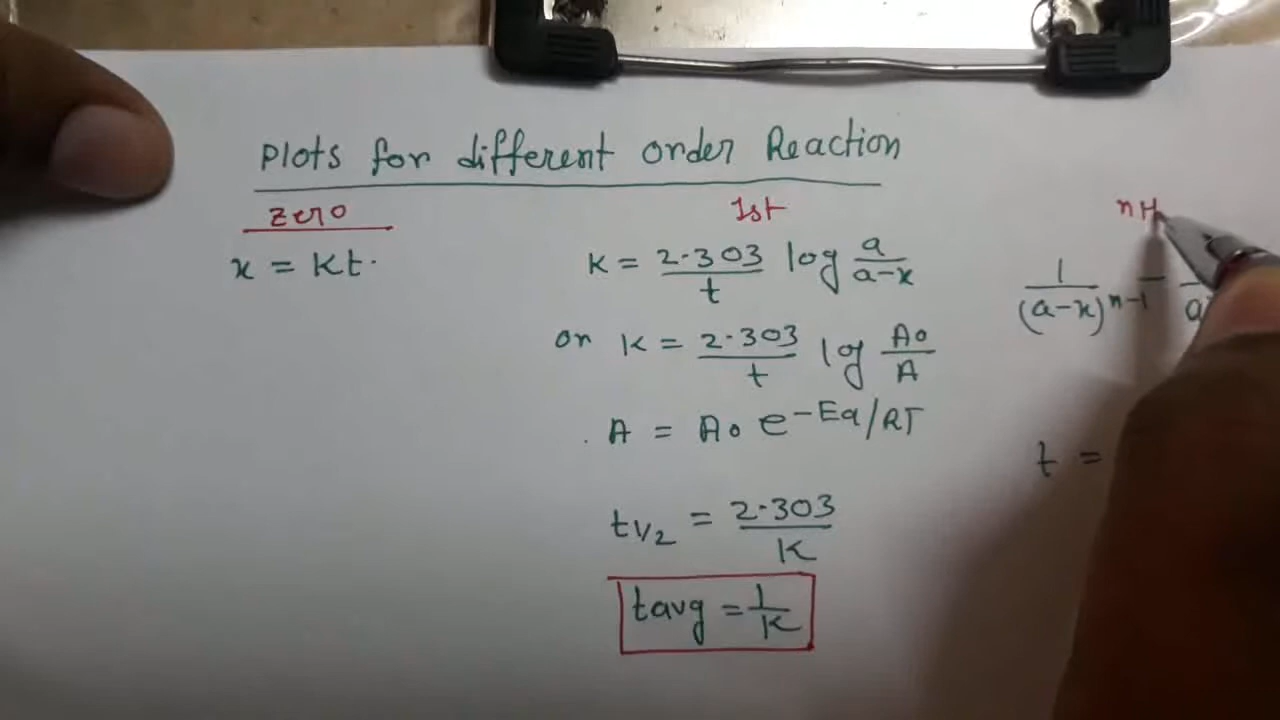 Plots for different order Reaction
zero
x = Kt.
1st
K = 2.303/t log a/a-x
or K = 2.303/t log A0/A
A = A0 e^-Ea/RT
t1/2 = 2.303/K
tavg = 1/K
1/(a-x)^n-1 -
t =